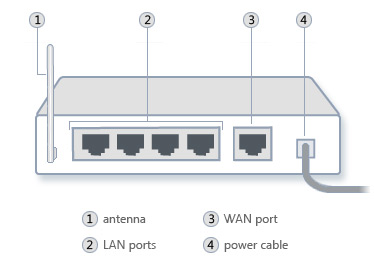 1 2 3 4
1 antenna 3 WAN port
2 LAN ports 4 power cable